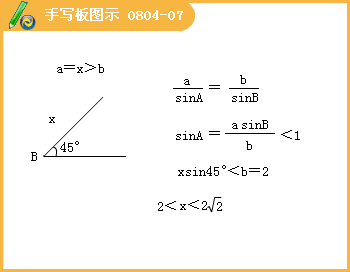 手写板图示 0804-07
a=x>b
a/sinA = b/sinB
x
sinA = a sinB/b <1
45°
B
xsin45°<b=2
2<x<2√2